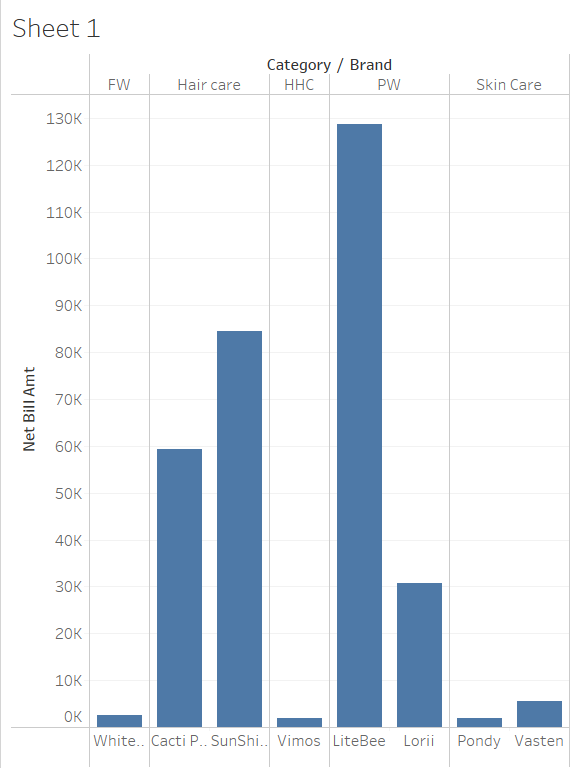 Sheet 1
Category / Brand
FW Hair care HHC PW Skin Care
130K
120K
110K
100K
90K
80K
70K
60K
50K
40K
30K
20K
10K
0K
Net Bill Amt
White.. Cacti P.. SunShi.. Vimos LiteBee Lorii Pondy Vasten